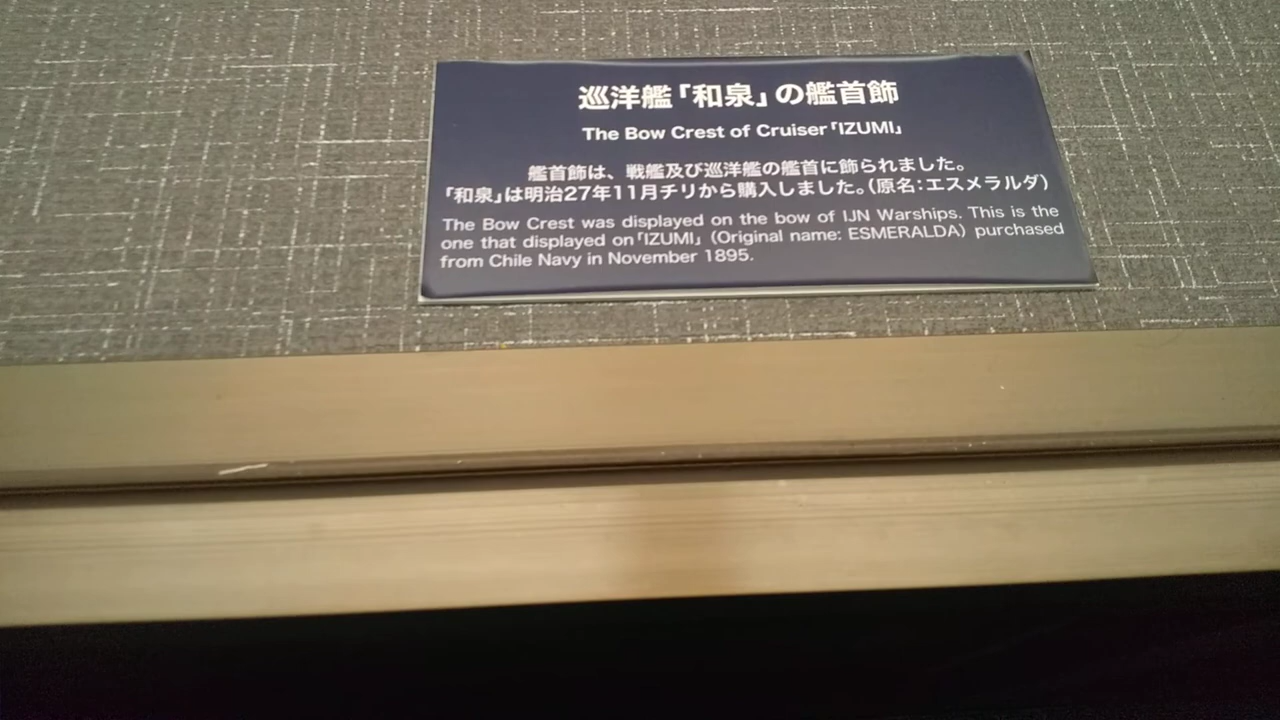 巡洋艦「和泉」の艦首飾
The Bow Crest of Cruiser「IZUMI」
艦首飾は、戦艦及び巡洋艦の艦首に飾られました。
「和泉」は明治27年11月チリから購入しました。(原名:エスメラルダ)
The Bow Crest was displayed on the bow of IJN Warships. This is the
one that displayed on「IZUMI」 (Original name: ESMERALDA) purchased
from Chile Navy in November 1895.